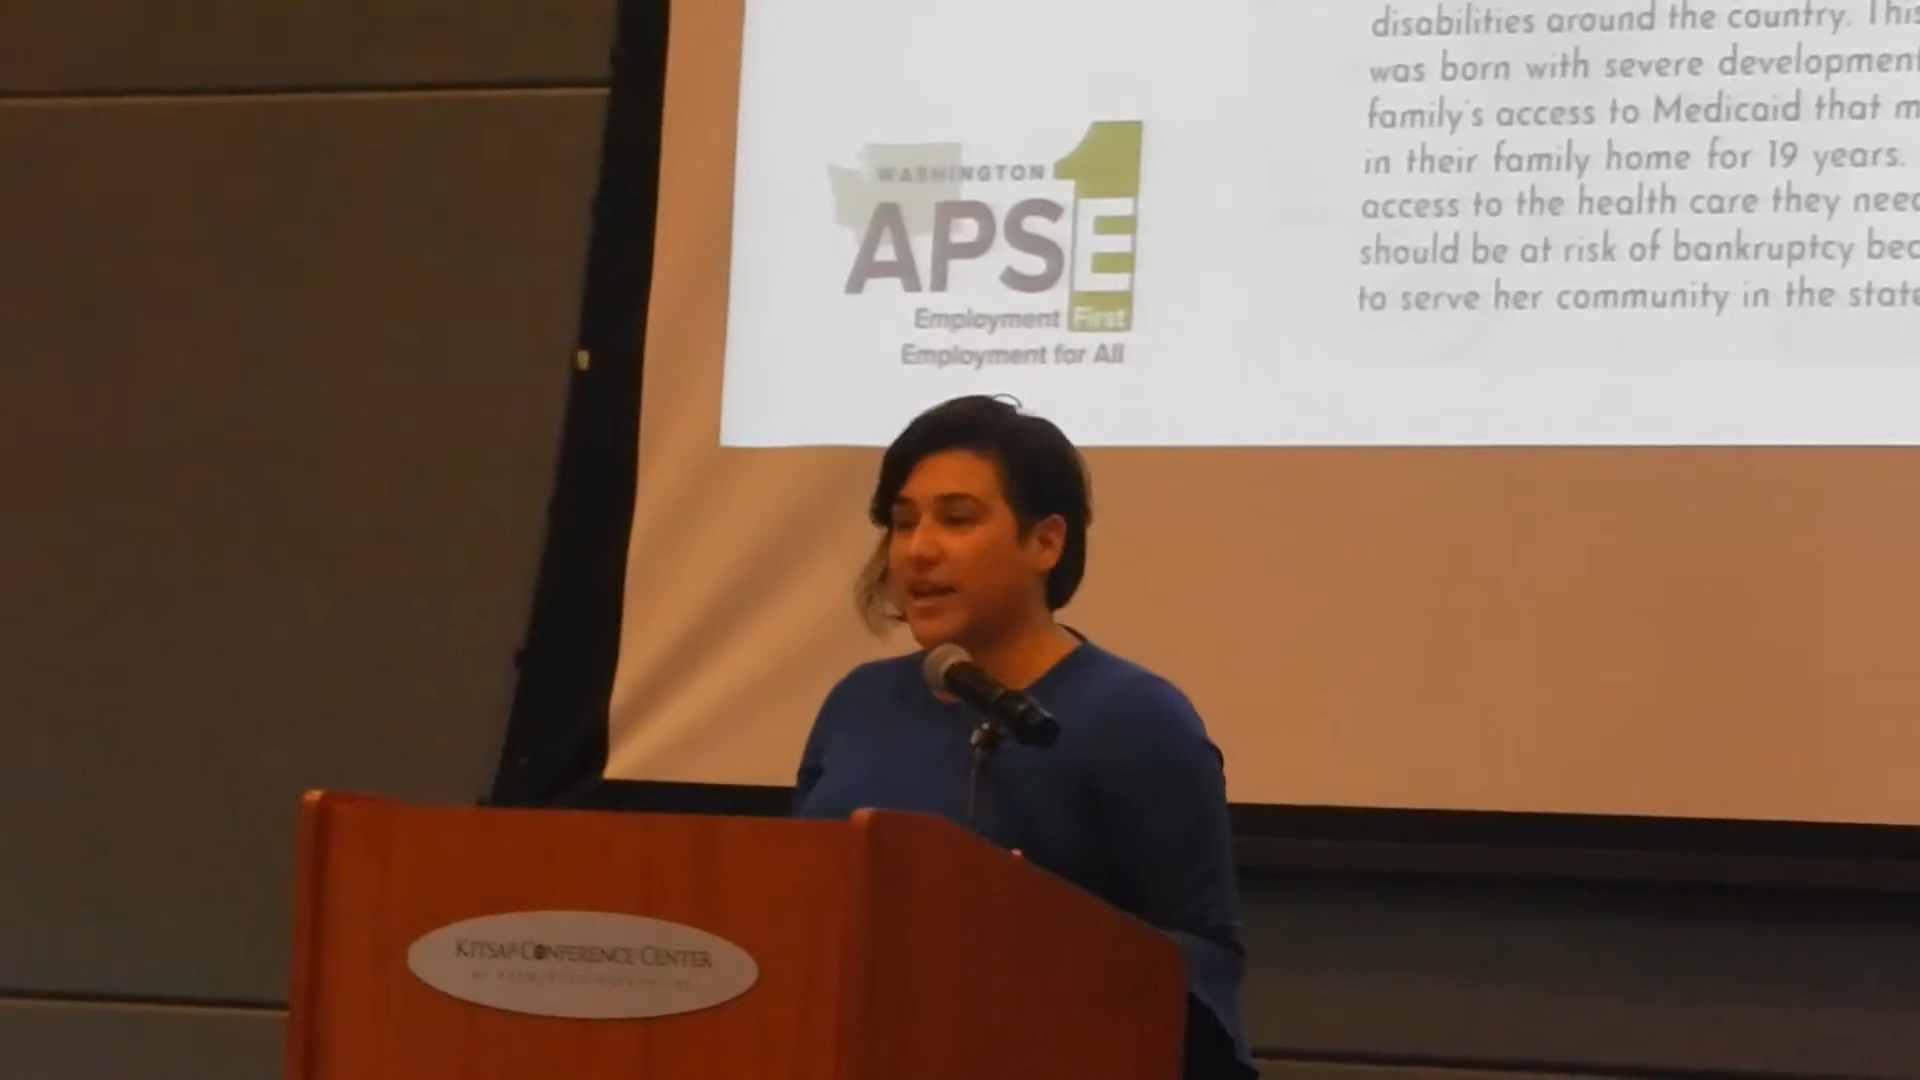 WASHINGTON
APSE
1
Employment First
Employment for All
disabilities around the country. This
was born with severe development
family's access to Medicaid that m
in their family home for 19 years.
access to the health care they need
should be at risk of bankruptcy bec
to serve her community in the state
KITSAP CONFERENCE CENTER